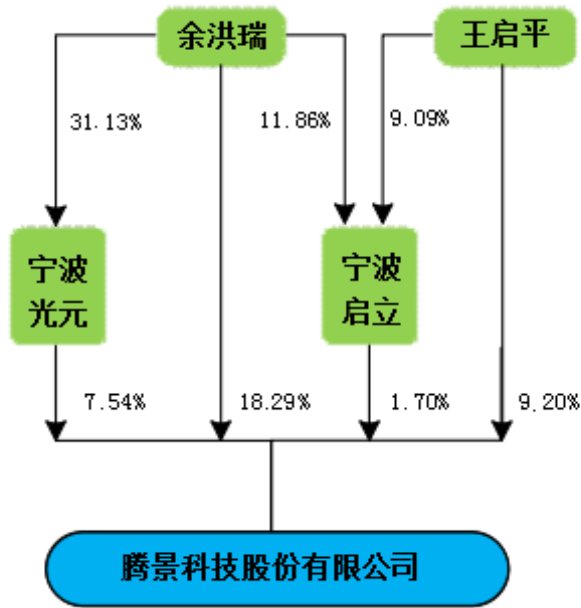 余洪瑞
王启平
31.13%
11.86%
9.09%
宁波
光元
宁波
启立
7.54%
18.29%
1.70%
9.20%
腾景科技股份有限公司